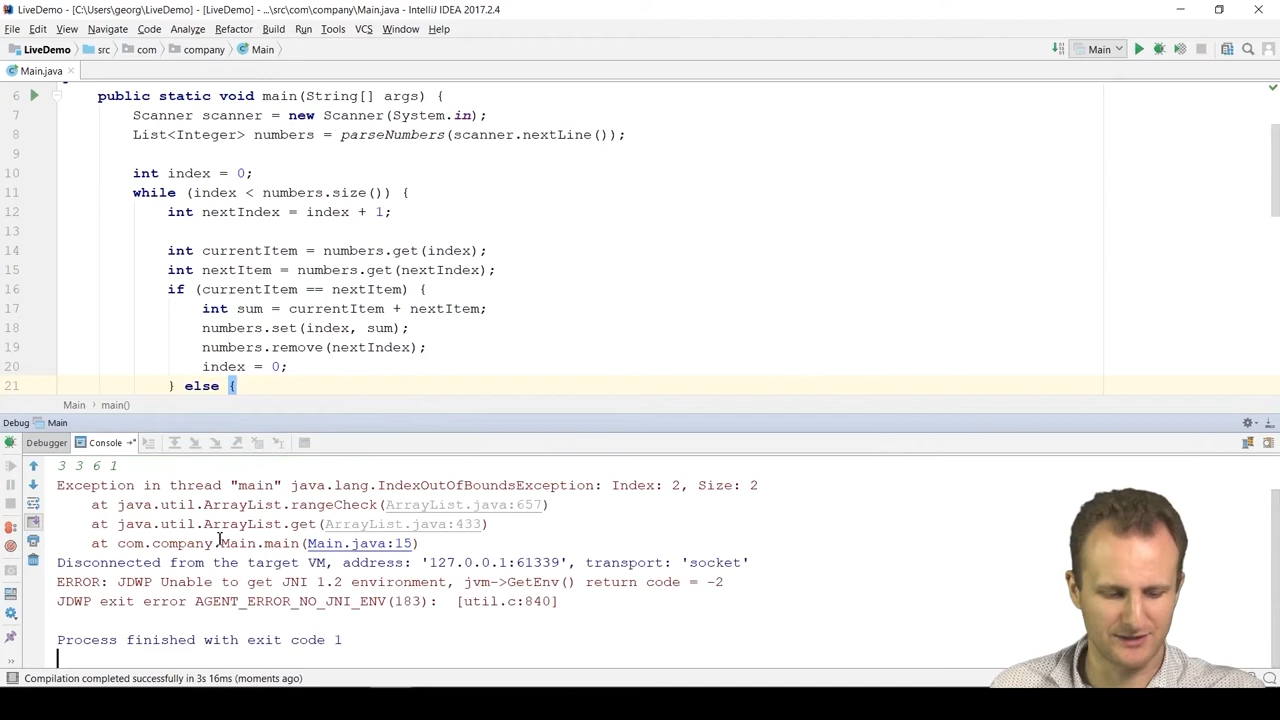 LiveDemo - [C:\Users\georg\LiveDemo] - [LiveDemo] - ...\src\com\company\Main.java - IntelliJ IDEA 2017.2.4
File Edit View Navigate Code Analyze Refactor Build Run Tools VCS Window Help
LiveDemo src com company Main Main
Main.java
6 public static void main(String[] args) {
7 Scanner scanner = new Scanner(System.in);
8 List<Integer> numbers = parseNumbers(scanner.nextLine());
9
10 int index = 0;
11 while (index < numbers.size()) {
12 int nextIndex = index + 1;
13
14 int currentItem = numbers.get(index);
15 int nextItem = numbers.get(nextIndex);
16 if (currentItem == nextItem) {
17 int sum = currentItem + nextItem;
18 numbers.set(index, sum);
19 numbers.remove(nextIndex);
20 index = 0;
21 } else {
Main main()
Debug Main
Debugger Console
3 3 6 1
Exception in thread "main" java.lang.IndexOutOfBoundsException: Index: 2, Size: 2
at java.util.ArrayList.rangeCheck(ArrayList.java:657)
at java.util.ArrayList.get(ArrayList.java:433)
at com.company.Main.main(Main.java:15)
Disconnected from the target VM, address: '127.0.0.1:61339', transport: 'socket'
ERROR: JDWP Unable to get JNI 1.2 environment, jvm->GetEnv() return code = -2
JDWP exit error AGENT_ERROR_NO_JNI_ENV(183): [util.c:840]
Process finished with exit code 1
Compilation completed successfully in 3s 16ms (moments ago)